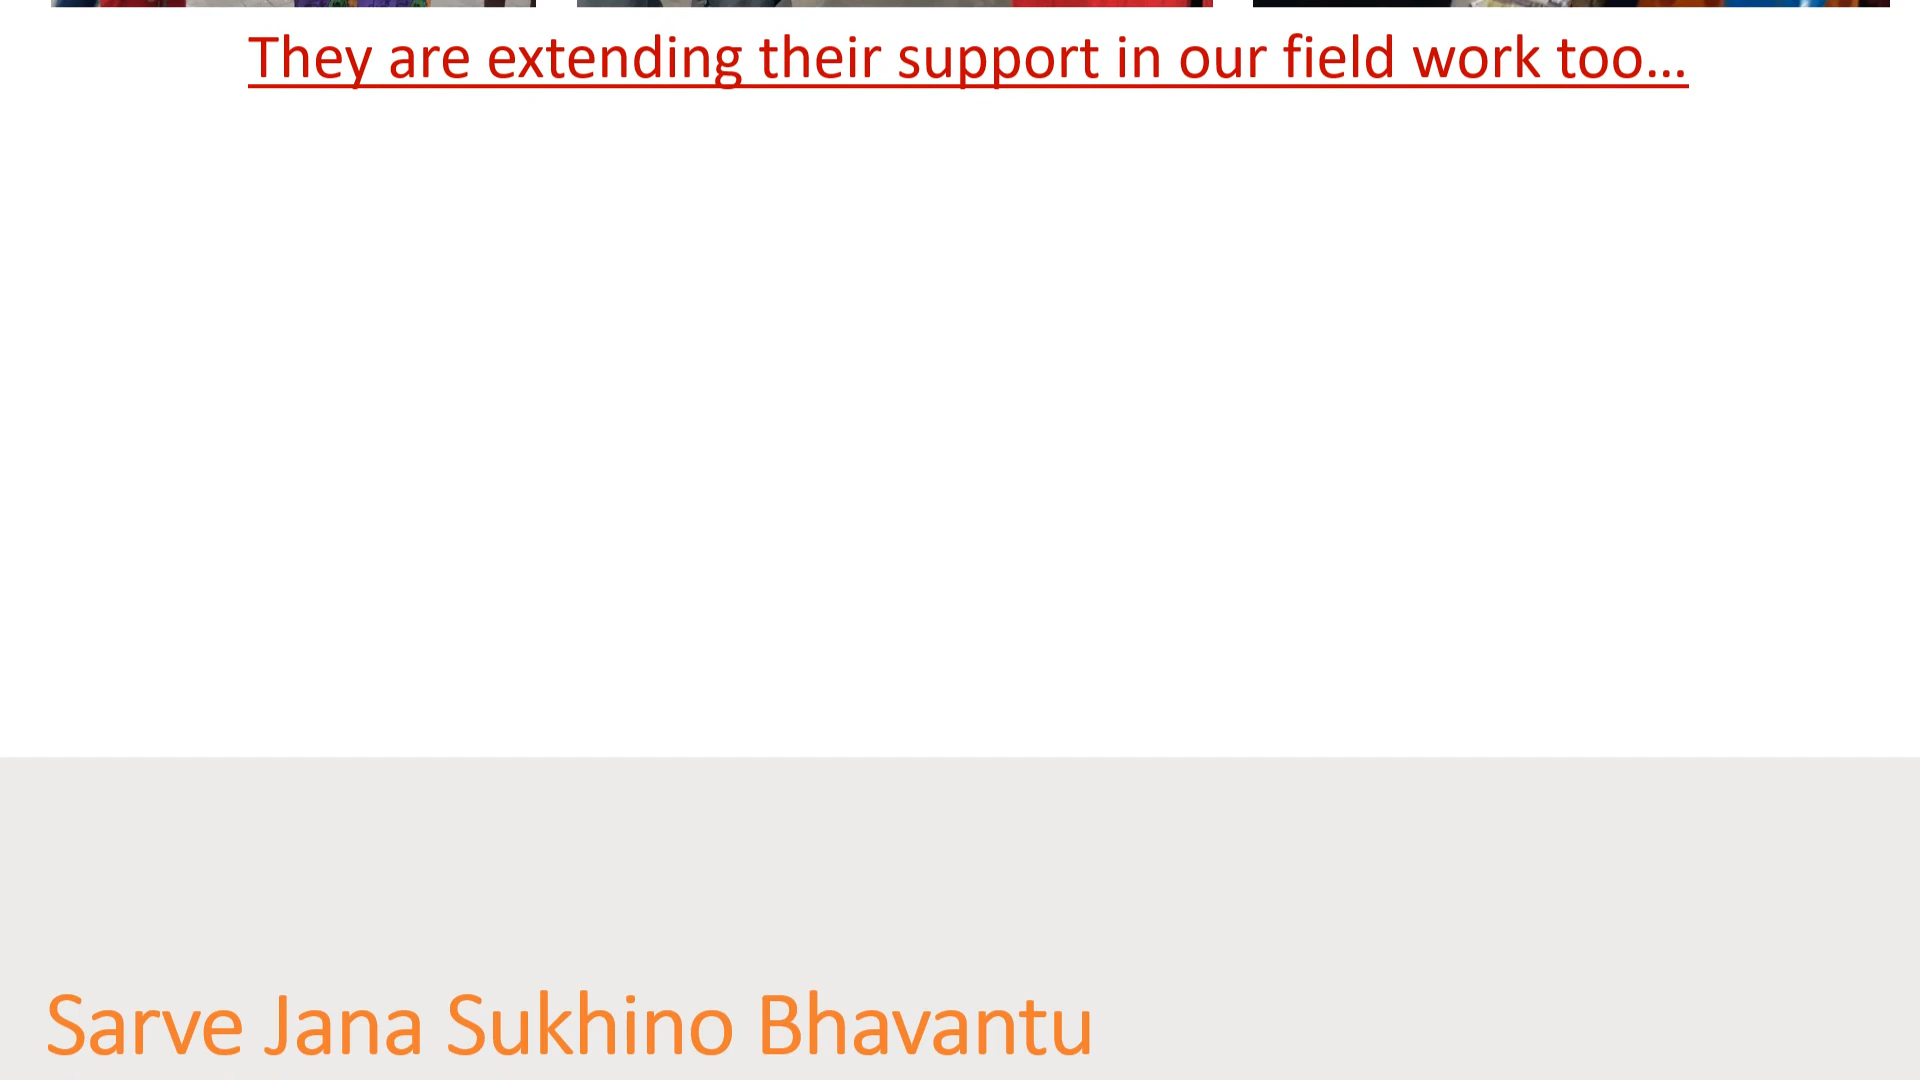 They are extending their support in our field work too...
Sarve Jana Sukhino Bhavantu